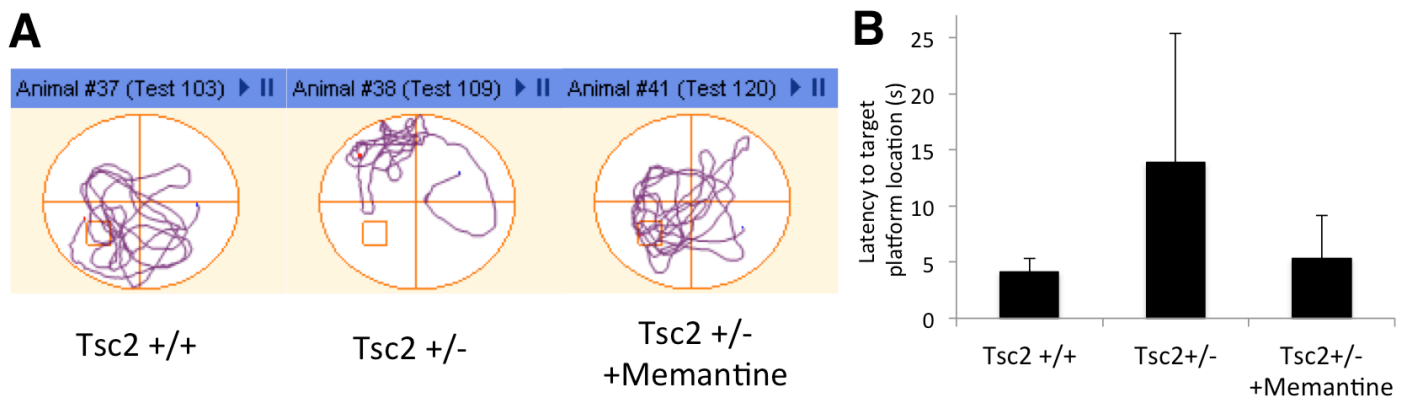 A
Animal #37 (Test 103)
Animal #38 (Test 109)
Animal #41 (Test 120)
Tsc2 +/+
Tsc2 +/-
Tsc2 +/-
+Memantine
B
Latency to target
platform location (s)
25
20
15
10
5
0
Tsc2 +/+
Tsc2+/-
Tsc2+/-
+Memantine